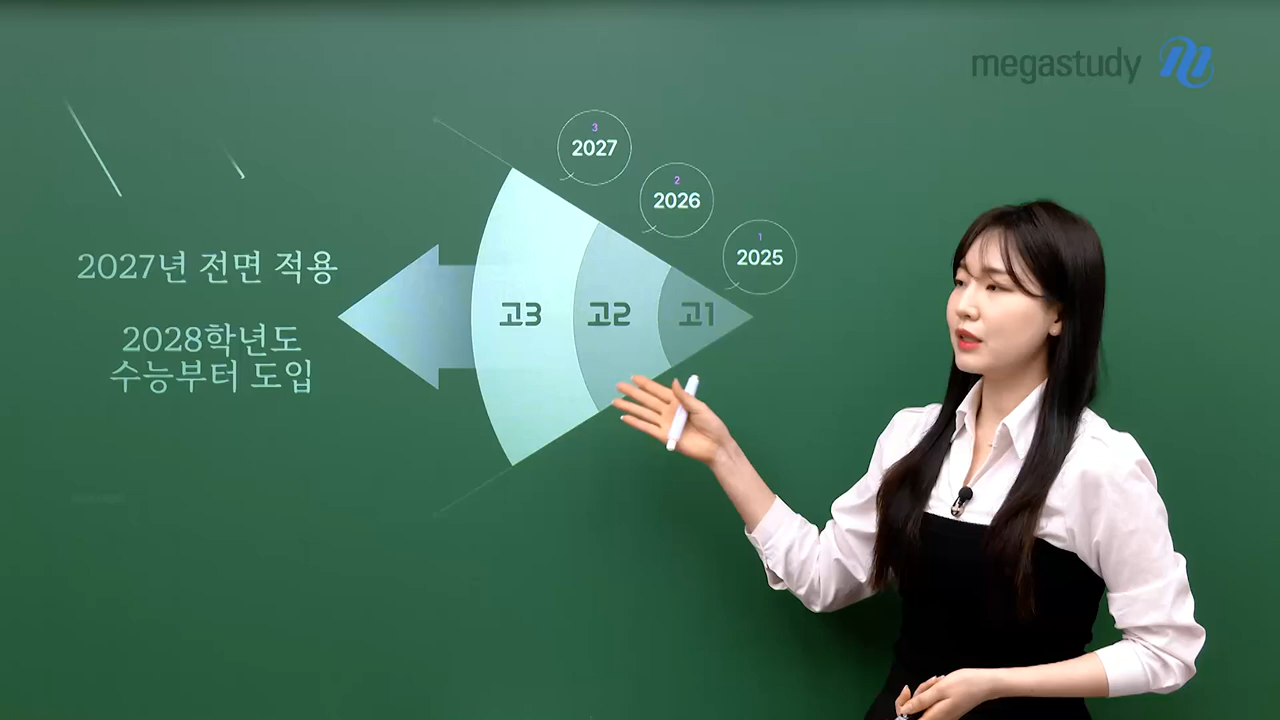 megastudy
3
2027
2
2026
1
2025
2027년 전면 적용
고3
고2
고1
2028학년도
수능부터 도입